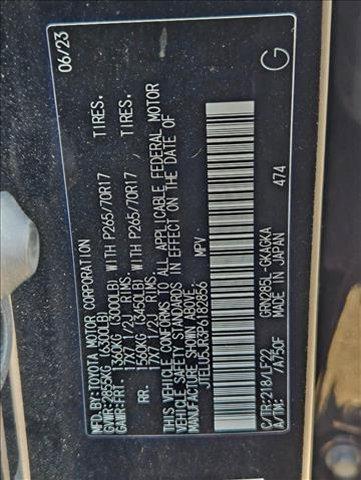 MFD. BY: TOYOTA MOTOR CORPORATION 06/23
GVWR: 2855KG (6300LB)
GAWR: FRT. 1360KG (3000LB) WITH P265/70R17 TIRES,
17X7 1/2J RIMS,
RR. 1560KG (3450LB) WITH P265/70R17 TIRES,
17X7 1/2J RIMS,
THIS VEHICLE CONFORMS TO ALL APPLICABLE FEDERAL MOTOR
VEHICLE SAFETY STANDARDS IN EFFECT ON THE DATE OF
MANUFACTURE SHOWN ABOVE.
JTELU5JR3P6182856 MPV
G
C/TR: 218/LF22 GRN285L-GKAGKA
A/TM: /A750F MADE IN JAPAN 474